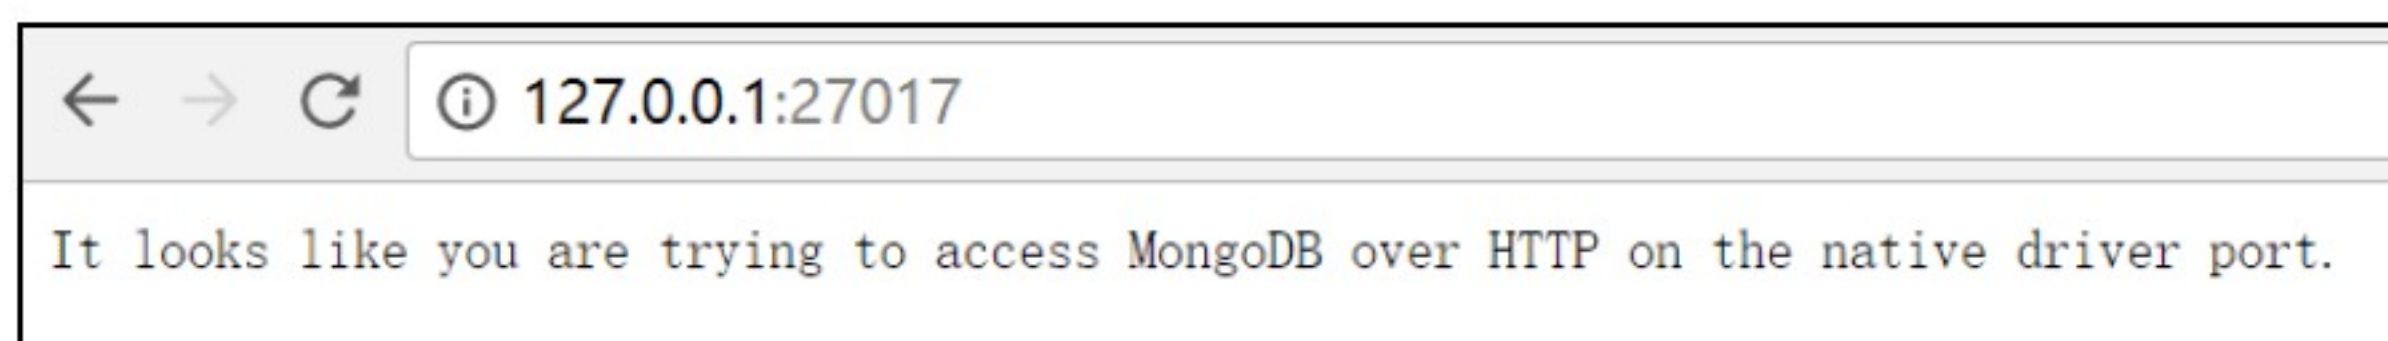 127.0.0.1:27017
It looks like you are trying to access MongoDB over HTTP on the native driver port.